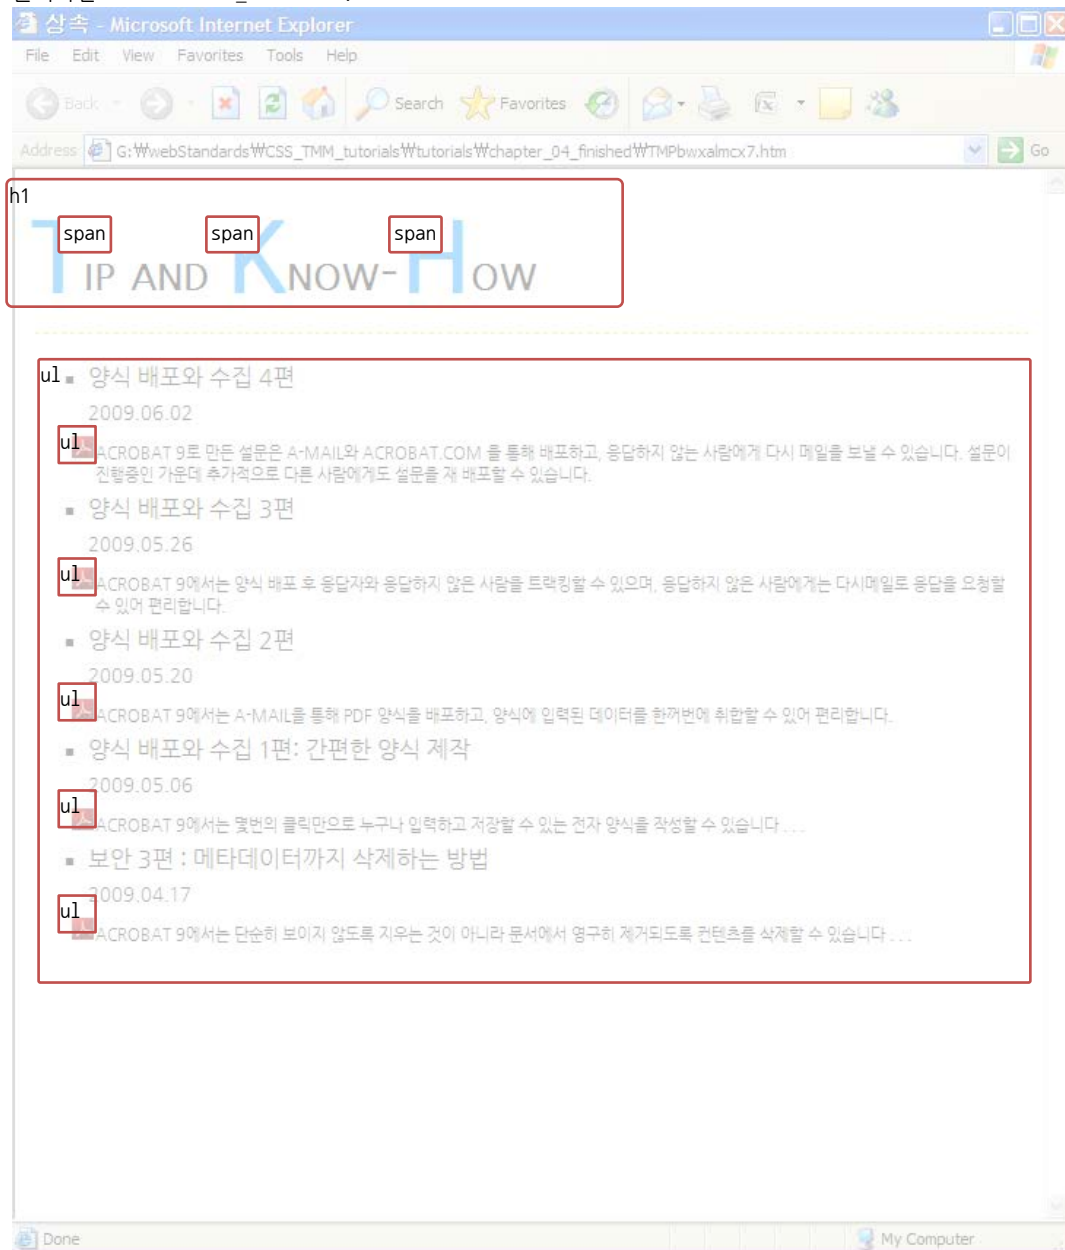 상속 - Microsoft Internet Explorer
File Edit View Favorites Tools Help
Back Search Favorites
Address G:₩webStandards₩CSS_TMM_tutorials₩tutorials₩chapter_04_finished₩TMPbwxalmcx7.htm Go
h1
span span span
TIP AND KNOW-HOW
ul ▪ 양식 배포와 수집 4편
2009.06.02
ul ACROBAT 9로 만든 설문은 A-MAIL와 ACROBAT.COM 을 통해 배포하고, 응답하지 않는 사람에게 다시 메일을 보낼 수 있습니다. 설문이
진행중인 가운데 추가적으로 다른 사람에게도 설문을 재 배포할 수 있습니다.
▪ 양식 배포와 수집 3편
2009.05.26
ul ACROBAT 9에서는 양식 배포 후 응답자와 응답하지 않은 사람을 트랙킹할 수 있으며, 응답하지 않은 사람에게는 다시메일로 응답을 요청할
수 있어 편리합니다.
▪ 양식 배포와 수집 2편
2009.05.20
ul ACROBAT 9에서는 A-MAIL을 통해 PDF 양식을 배포하고, 양식에 입력된 데이터를 한꺼번에 취합할 수 있어 편리합니다.
▪ 양식 배포와 수집 1편: 간편한 양식 제작
2009.05.06
ul ACROBAT 9에서는 몇번의 클릭만으로 누구나 입력하고 저장할 수 있는 전자 양식을 작성할 수 있습니다 . . .
▪ 보안 3편 : 메타데이터까지 삭제하는 방법
2009.04.17
ul ACROBAT 9에서는 단순히 보이지 않도록 지우는 것이 아니라 문서에서 영구히 제거되도록 컨텐츠를 삭제할 수 있습니다 . . .
Done My Computer